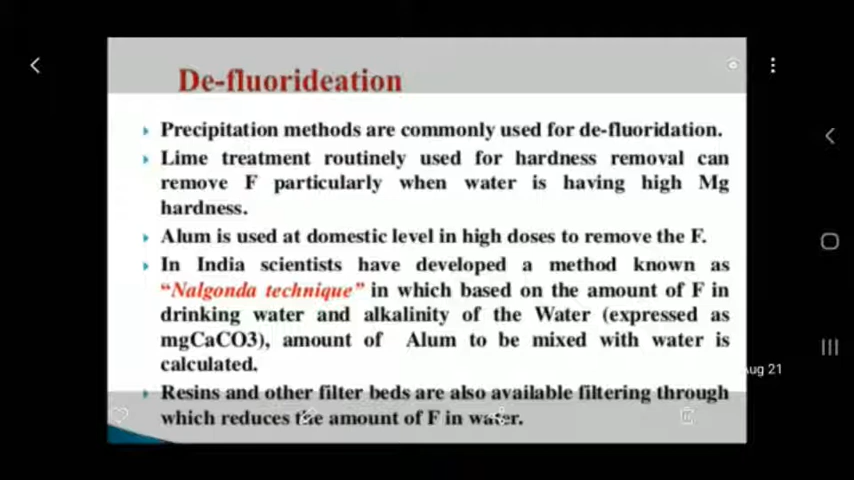 De-fluorideation
Precipitation methods are commonly used for de-fluoridation.
Lime treatment routinely used for hardness removal can
remove F particularly when water is having high Mg
hardness.
Alum is used at domestic level in high doses to remove the F.
In India scientists have developed a method known as
“Nalgonda technique” in which based on the amount of F in
drinking water and alkalinity of the Water (expressed as
mgCaCO3), amount of Alum to be mixed with water is
calculated.
Aug 21
Resins and other filter beds are also available filtering through
which reduces the amount of F in water.